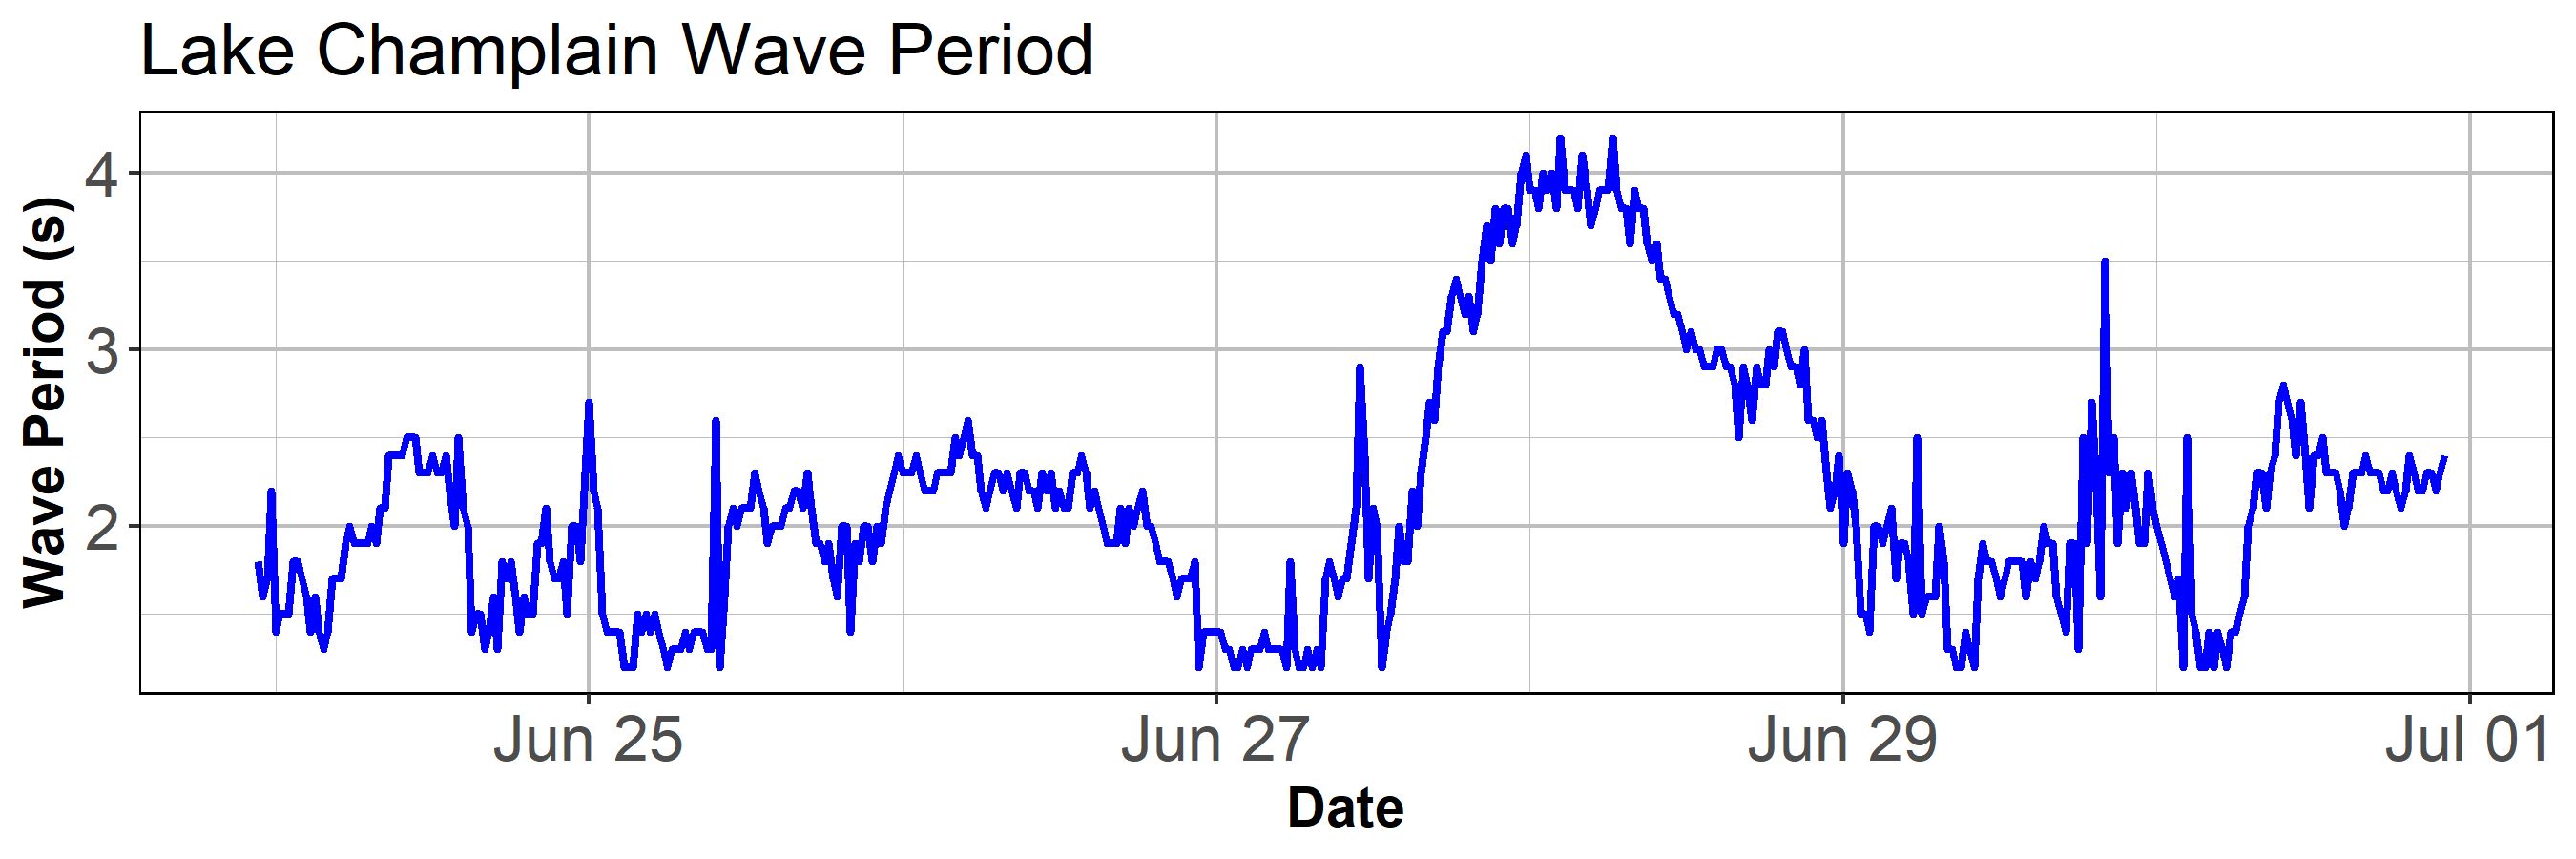 Lake Champlain Wave Period
Wave Period (s)
4
3
2
Jun 25
Jun 27
Jun 29
Jul 01
Date